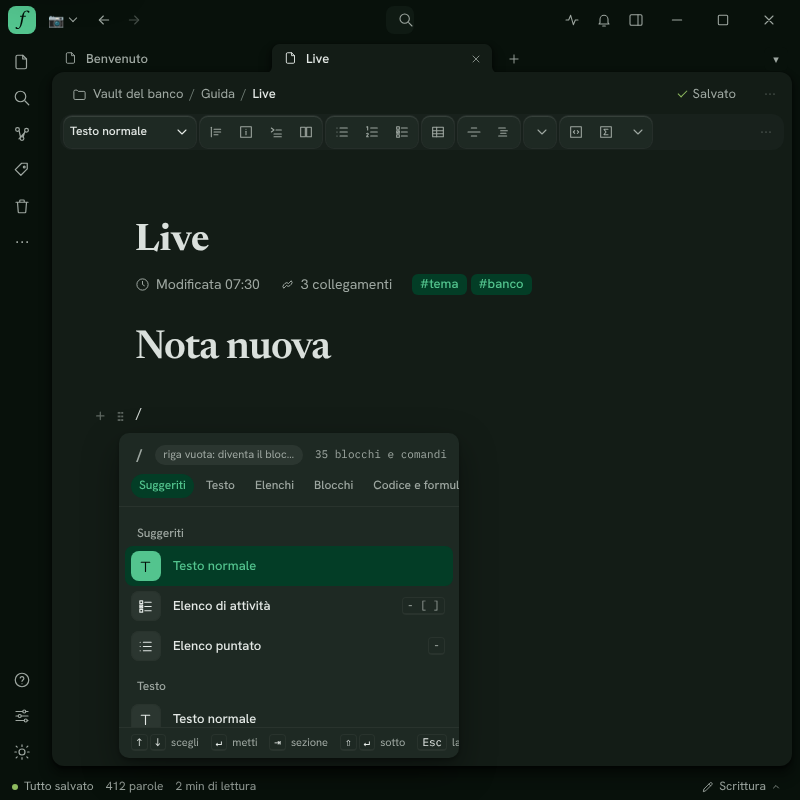 f
Benvenuto
Live
Vault del banco / Guida / Live
Salvato
Testo normale
Live
Modificata 07:30
3 collegamenti
#tema
#banco
Nota nuova
/
/ riga vuota: diventa il bloc… 35 blocchi e comandi
Suggeriti Testo Elenchi Blocchi Codice e formul
Suggeriti
T Testo normale
Elenco di attività - [ ]
Elenco puntato -
Testo
T Testo normale
↑ ↓ scegli ↵ metti ⇥ sezione ⇧ ↵ sotto Esc la
Tutto salvato 412 parole 2 min di lettura
Scrittura